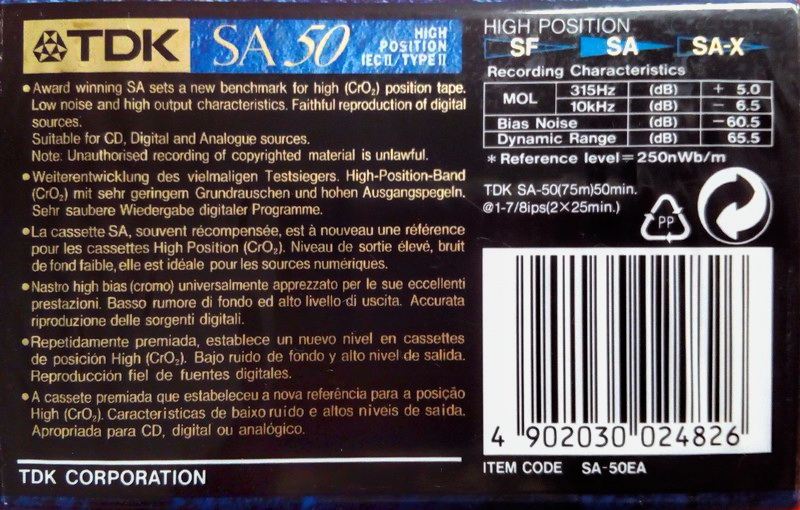 TDK SA 50
HIGH
POSITION
IEC II / TYPE II
•Award winning SA sets a new benchmark for high (CrO₂) position tape.
Low noise and high output characteristics. Faithful reproduction of digital
sources.
Suitable for CD, Digital and Analogue sources.
Note: Unauthorised recording of copyrighted material is unlawful.
•Weiterentwicklung des vielmaligen Testsiegers. High-Position-Band
(CrO₂) mit sehr geringem Grundrauschen und hohen Ausgangspegeln.
Sehr saubere Wiedergabe digitaler Programme.
•La cassette SA, souvent récompensée, est à nouveau une référence
pour les cassettes High Position (CrO₂). Niveau de sortie élevé, bruit
de fond faible, elle est idéale pour les sources numériques.
•Nastro high bias (cromo) universalmente apprezzato per le sue eccellenti
prestazioni. Basso rumore di fondo ed alto livello di uscita. Accurata
riproduzione delle sorgenti digitali.
•Repetidamente premiada, establece un nuevo nivel en cassettes
de posición High (CrO₂). Bajo ruido de fondo y alto nivel de salida.
Reproducción fiel de fuentes digitales.
•A cassete premiada que estabeleceu a nova referência para a posição
High (CrO₂). Características de baixo ruído e altos níveis de saída.
Apropriada para CD, digital ou analógico.
TDK CORPORATION
HIGH POSITION
SF SA SA-X
Recording Characteristics
MOL 315Hz (dB) + 5.0
10kHz (dB) - 6.5
Bias Noise (dB) -60.5
Dynamic Range (dB) 65.5
* Reference level=250nWb/m
TDK SA-50(75m)50min.
@1-7/8ips(2×25min.)
PP
4 902030 024826
ITEM CODE SA-50EA